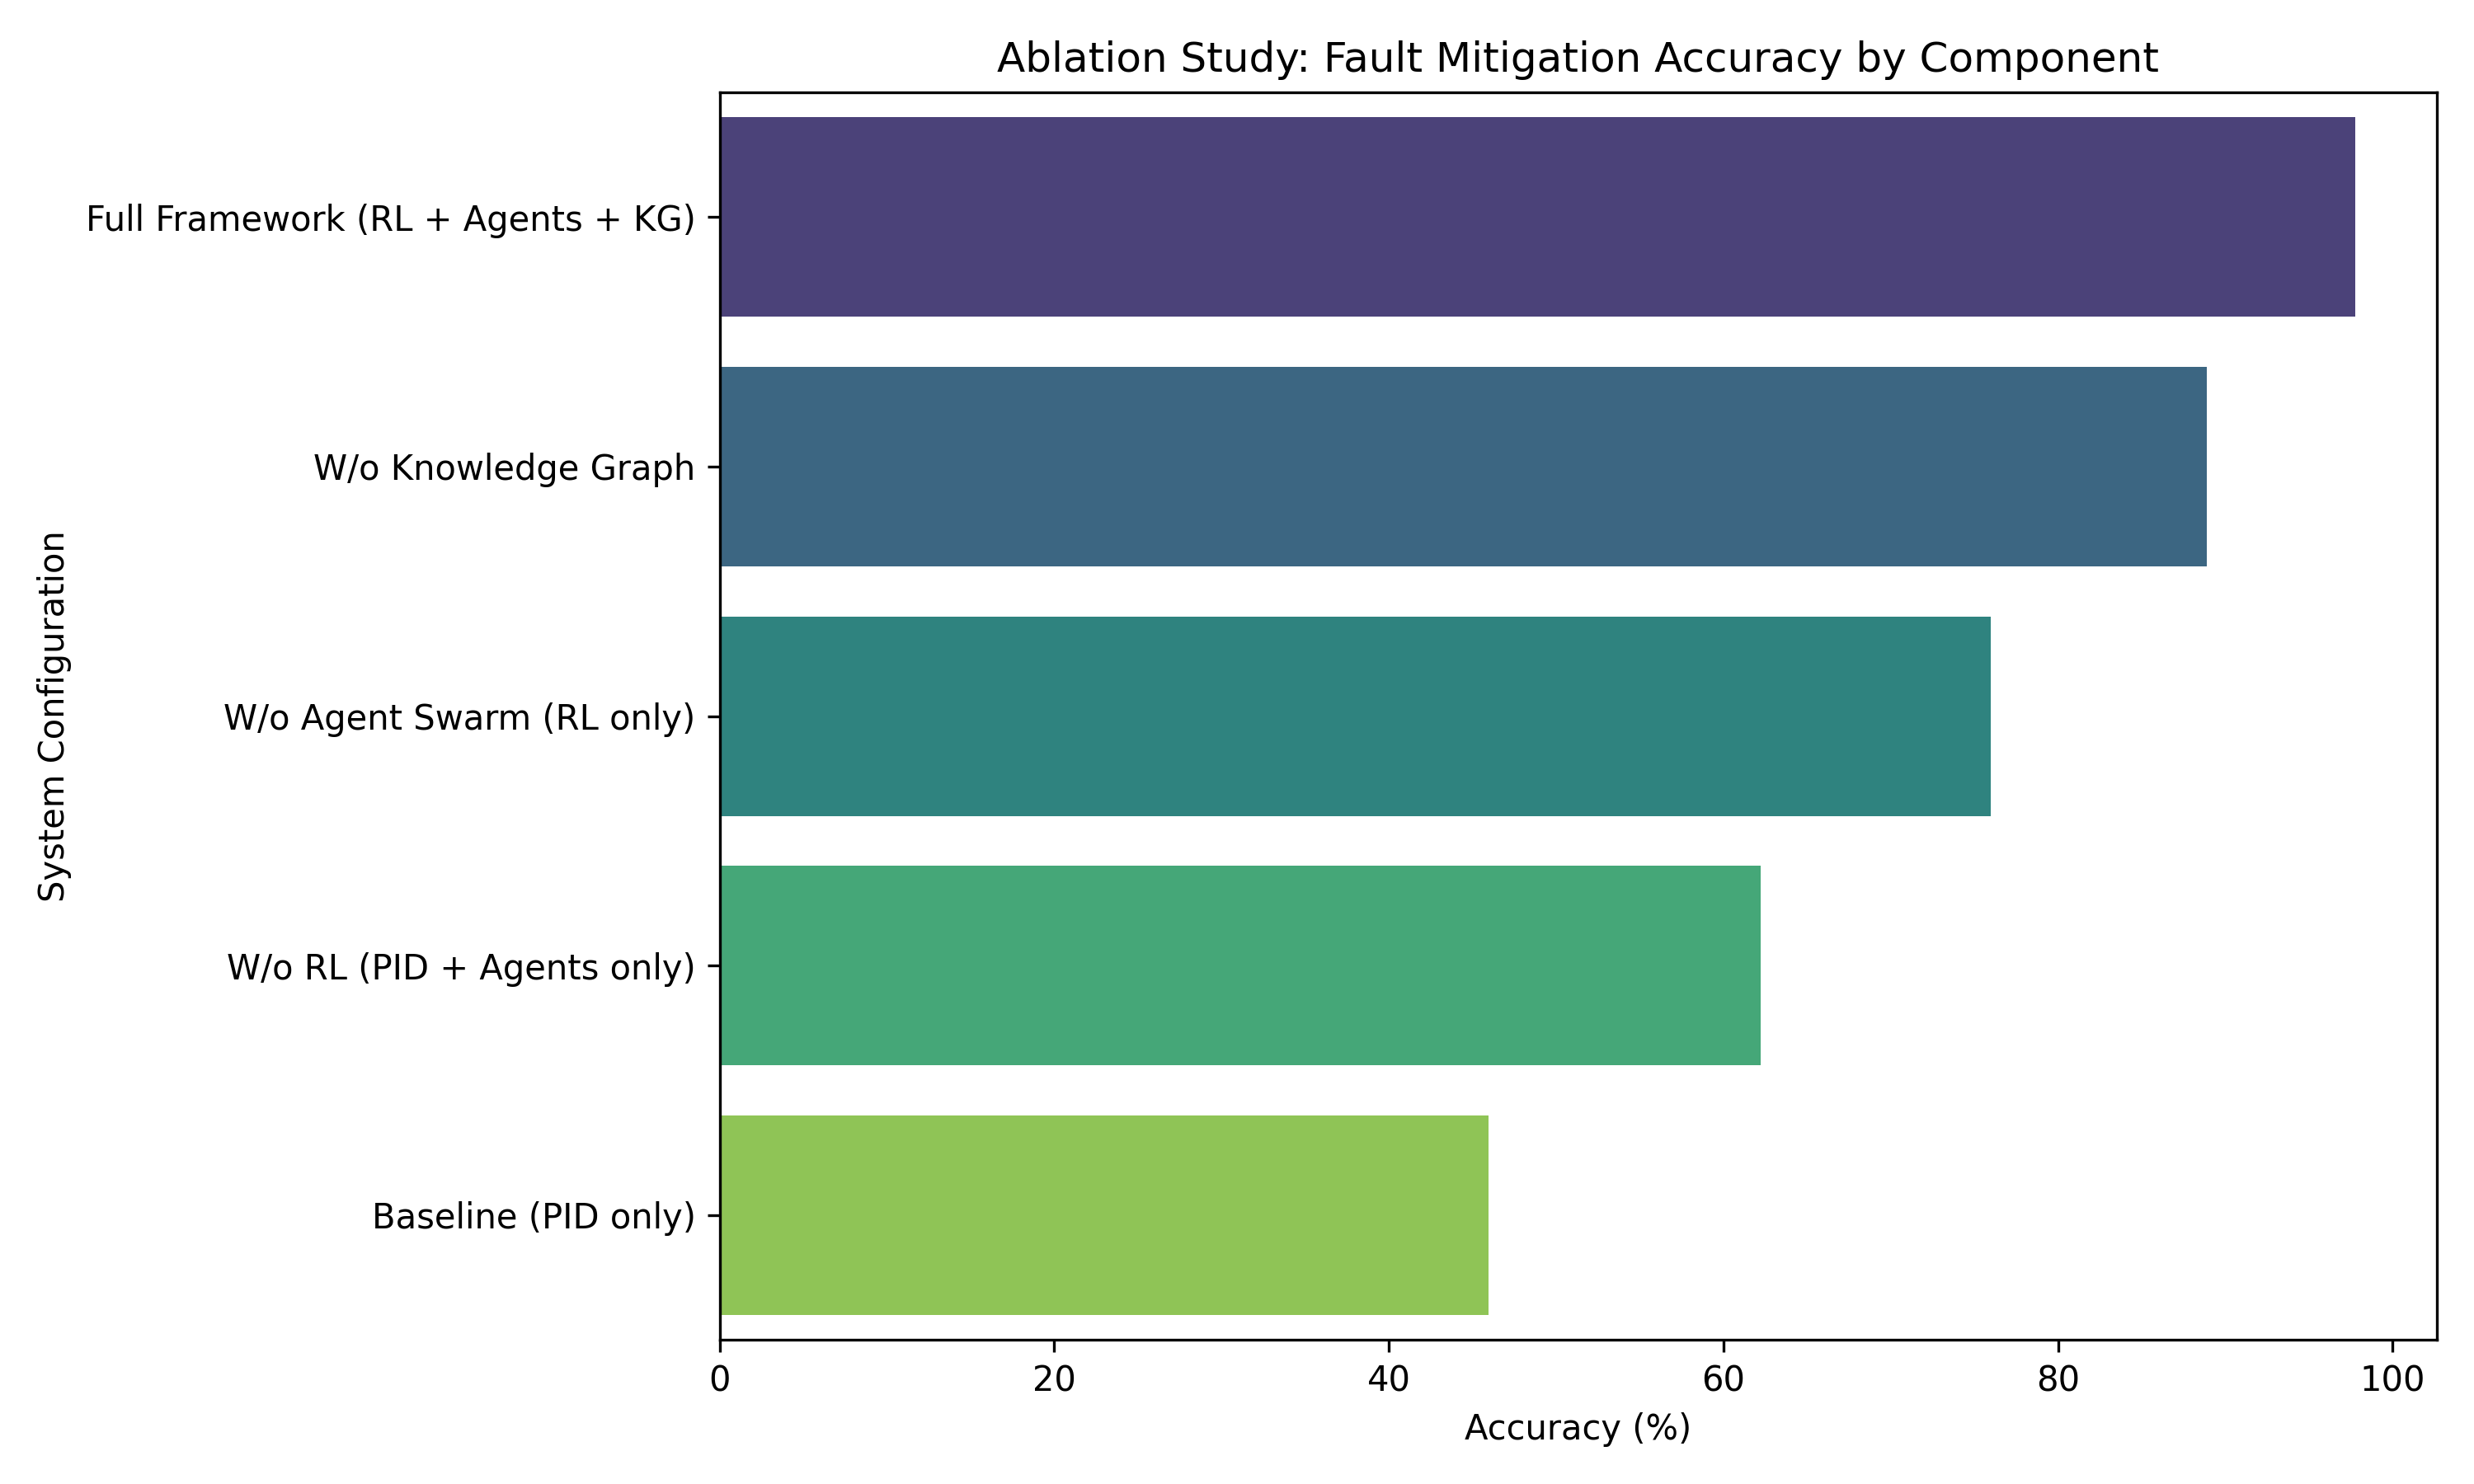 Ablation Study: Fault Mitigation Accuracy by Component
System Configuration
Full Framework (RL + Agents + KG)
W/o Knowledge Graph
W/o Agent Swarm (RL only)
W/o RL (PID + Agents only)
Baseline (PID only)
0 20 40 60 80 100
Accuracy (%)